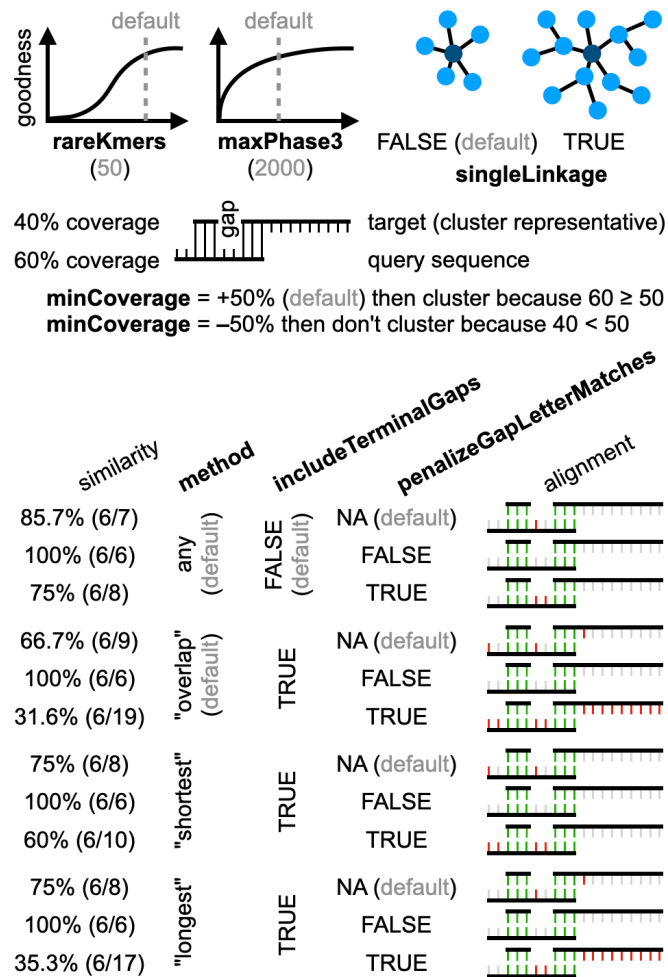 default default
goodness
rareKmers maxPhase3 FALSE (default) TRUE
(50) (2000) singleLinkage
40% coverage gap target (cluster representative)
60% coverage query sequence
minCoverage = +50% (default) then cluster because 60 ≥ 50
minCoverage = –50% then don't cluster because 40 < 50
similarity method includeTerminalGaps penalizeGapLetterMatches alignment
85.7% (6/7) any (default) FALSE (default) NA (default)
100% (6/6) FALSE
75% (6/8) TRUE
66.7% (6/9) "overlap" (default) TRUE NA (default)
100% (6/6) FALSE
31.6% (6/19) TRUE
75% (6/8) "shortest" TRUE NA (default)
100% (6/6) FALSE
60% (6/10) TRUE
75% (6/8) "longest" TRUE NA (default)
100% (6/6) FALSE
35.3% (6/17) TRUE